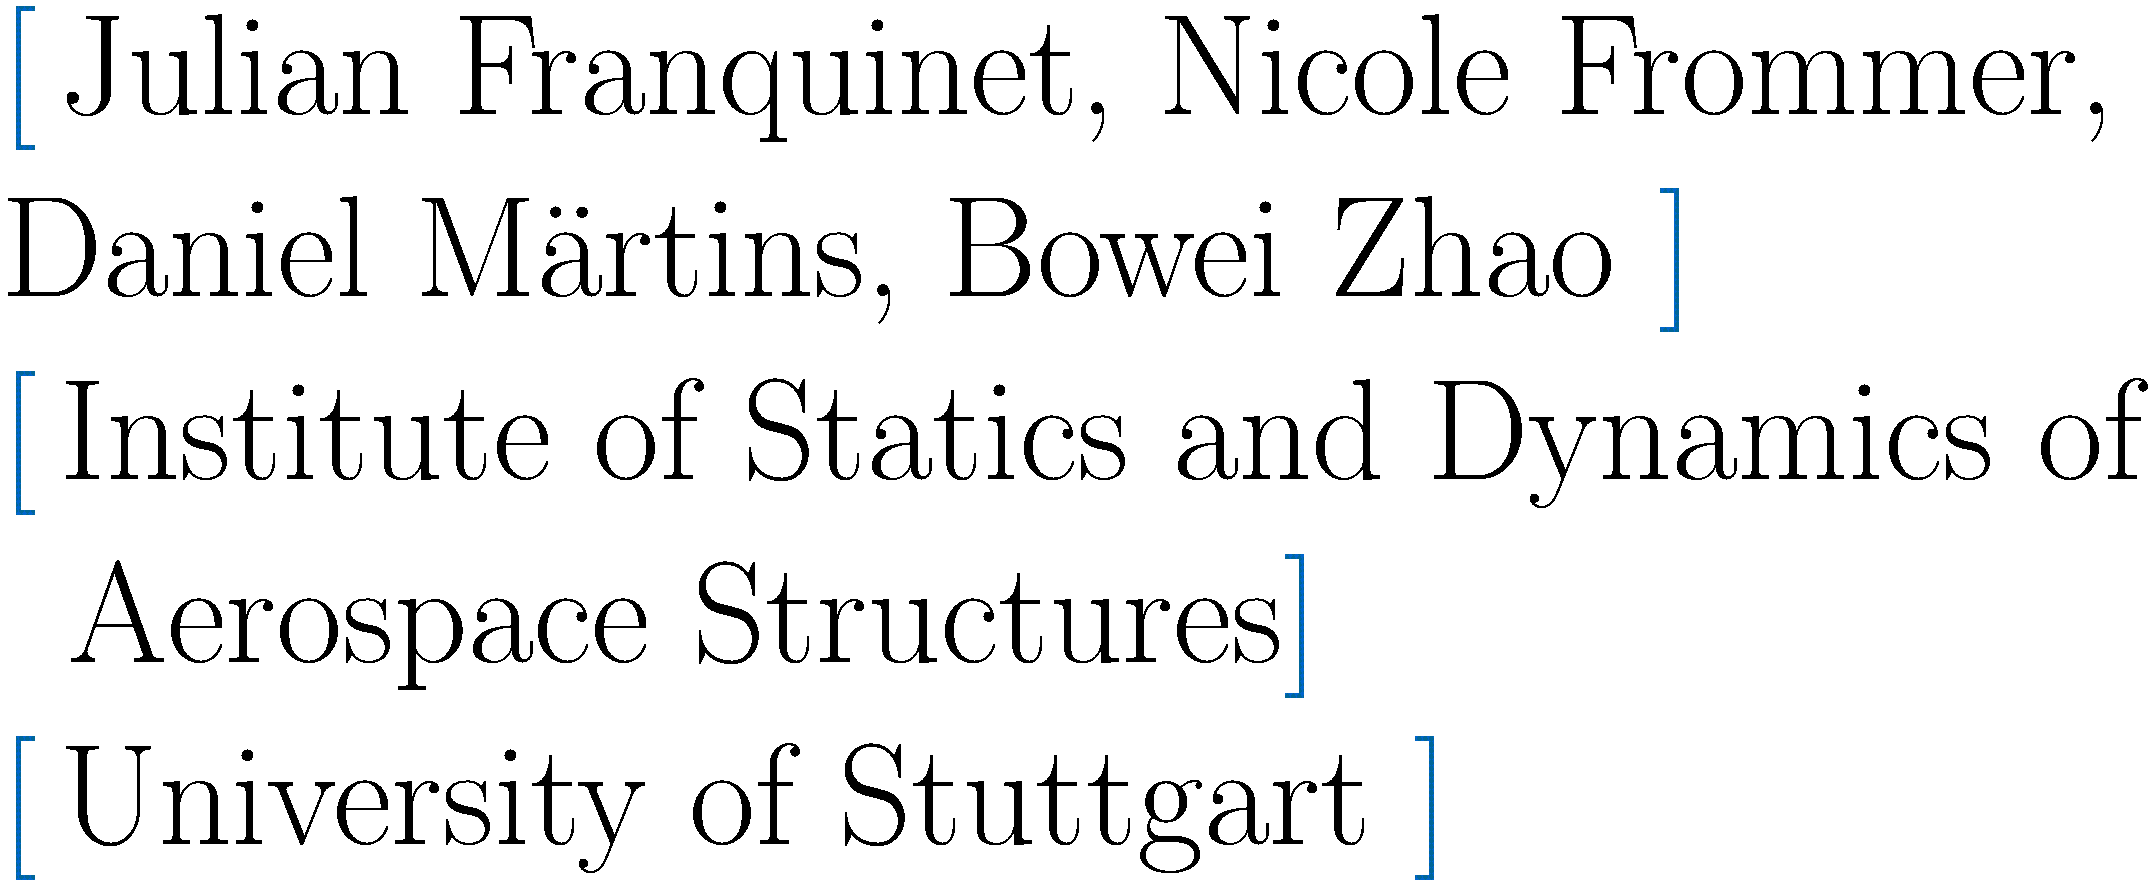 [ Julian Franquinet, Nicole Frommer,
Daniel Märtins, Bowei Zhao ]
[ Institute of Statics and Dynamics of
Aerospace Structures]
[ University of Stuttgart ]